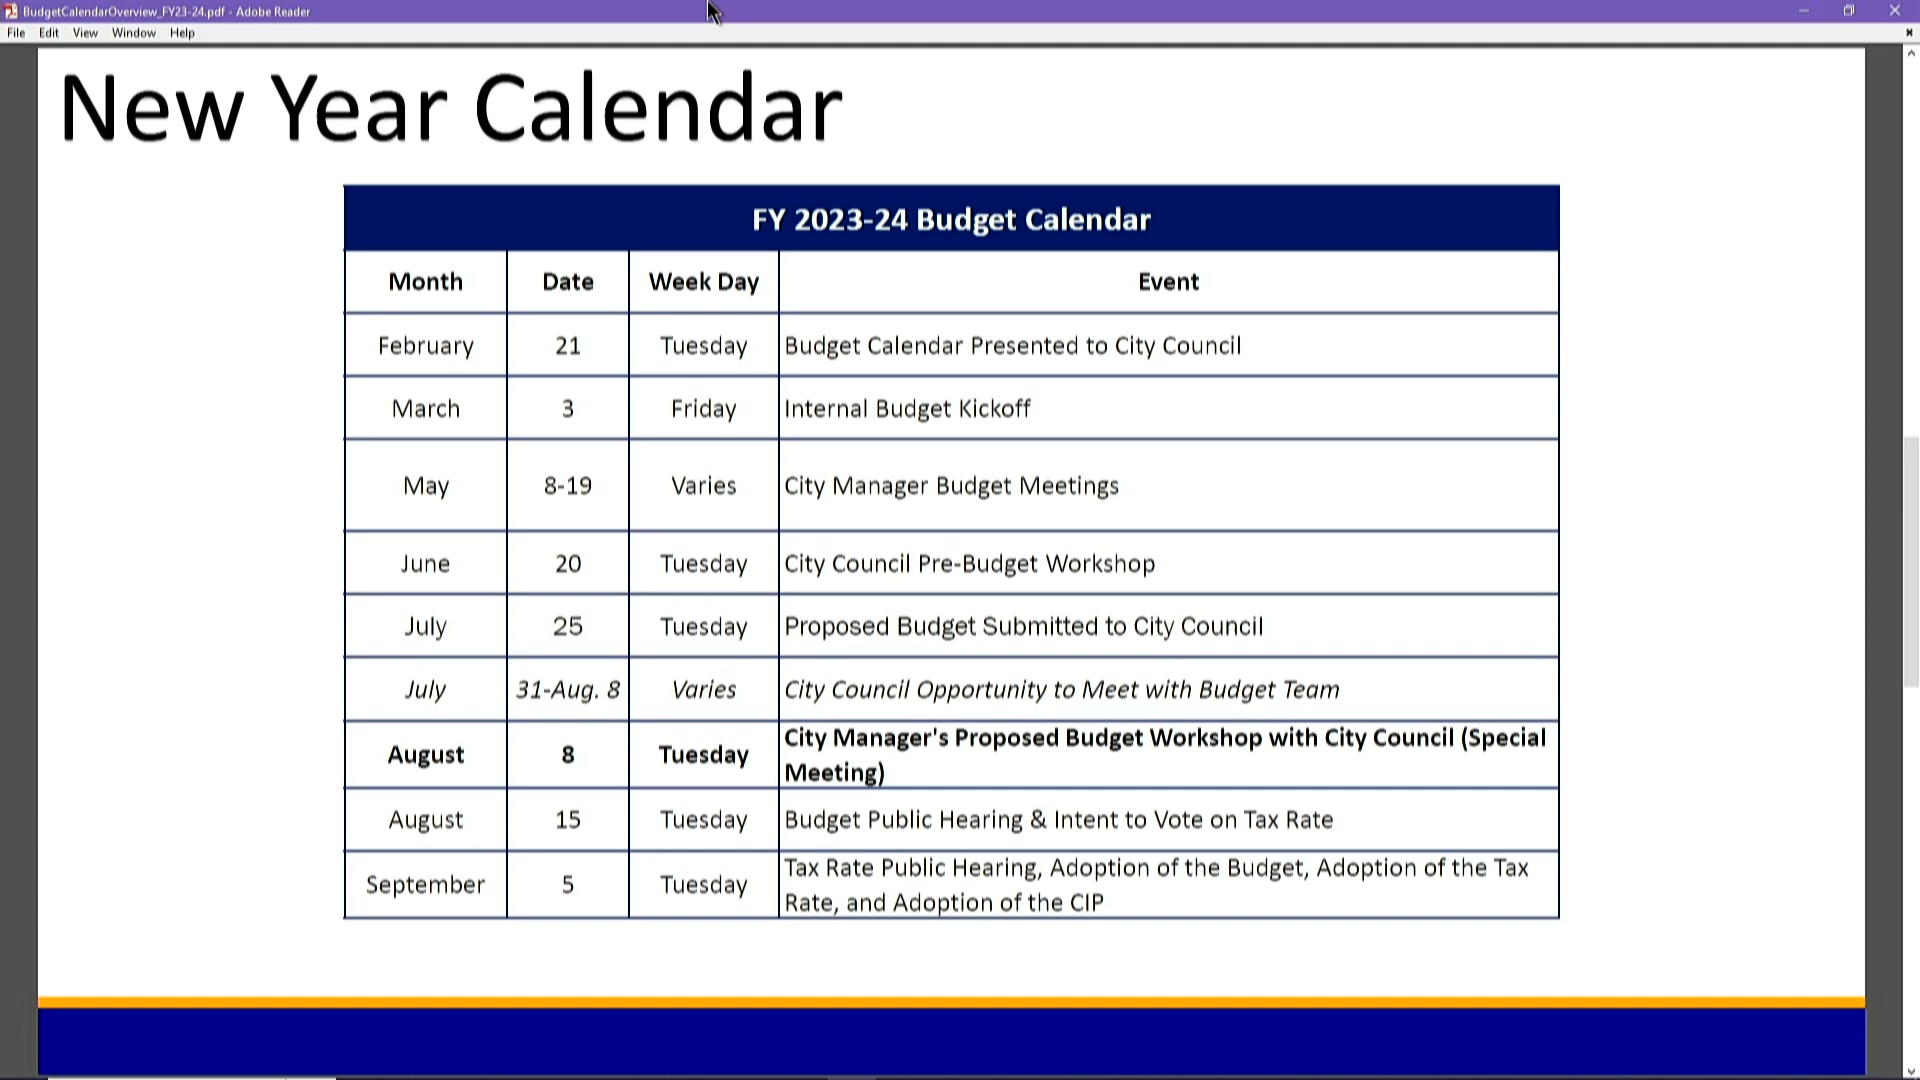 BudgetCalendarOverview_FY23-24.pdf - Adobe Reader
File Edit View Window Help
New Year Calendar
FY 2023-24 Budget Calendar
Month Date Week Day Event
February 21 Tuesday Budget Calendar Presented to City Council
March 3 Friday Internal Budget Kickoff
May 8-19 Varies City Manager Budget Meetings
June 20 Tuesday City Council Pre-Budget Workshop
July 25 Tuesday Proposed Budget Submitted to City Council
July 31-Aug. 8 Varies City Council Opportunity to Meet with Budget Team
August 8 Tuesday City Manager's Proposed Budget Workshop with City Council (Special
Meeting)
August 15 Tuesday Budget Public Hearing & Intent to Vote on Tax Rate
September 5 Tuesday Tax Rate Public Hearing, Adoption of the Budget, Adoption of the Tax
Rate, and Adoption of the CIP